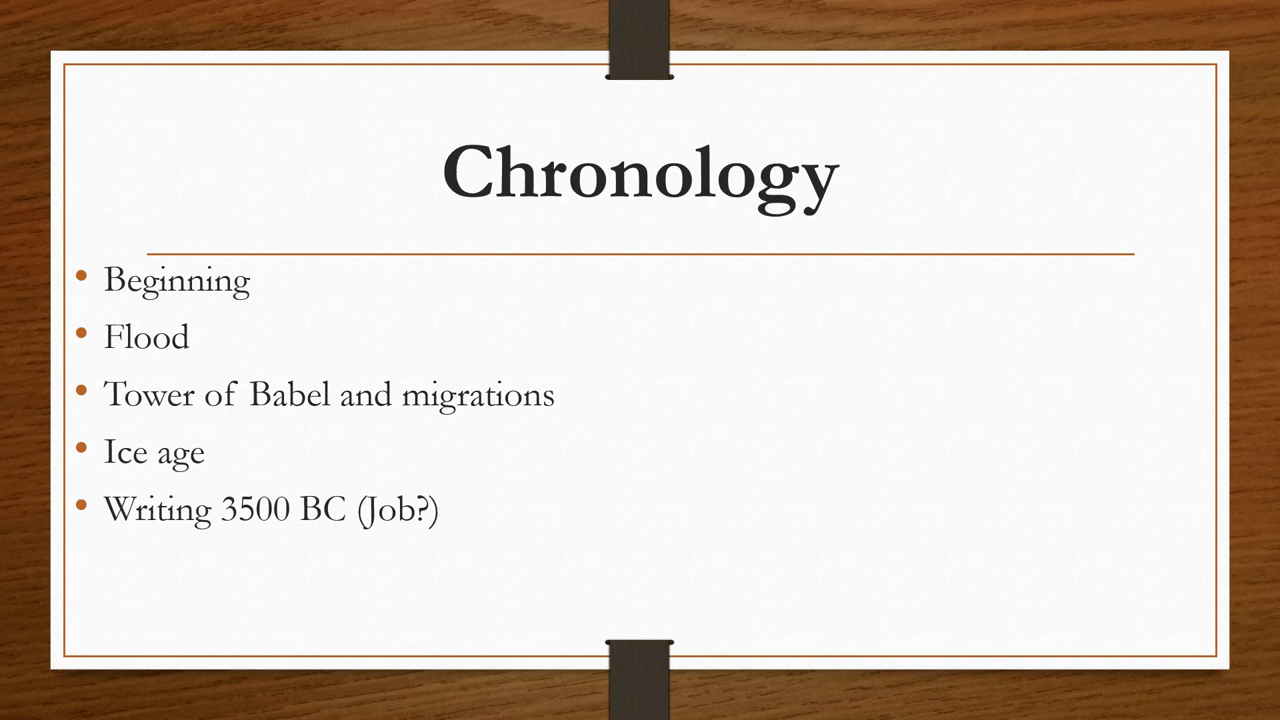 Chronology
• Beginning
• Flood
• Tower of Babel and migrations
• Ice age
• Writing 3500 BC (Job?)